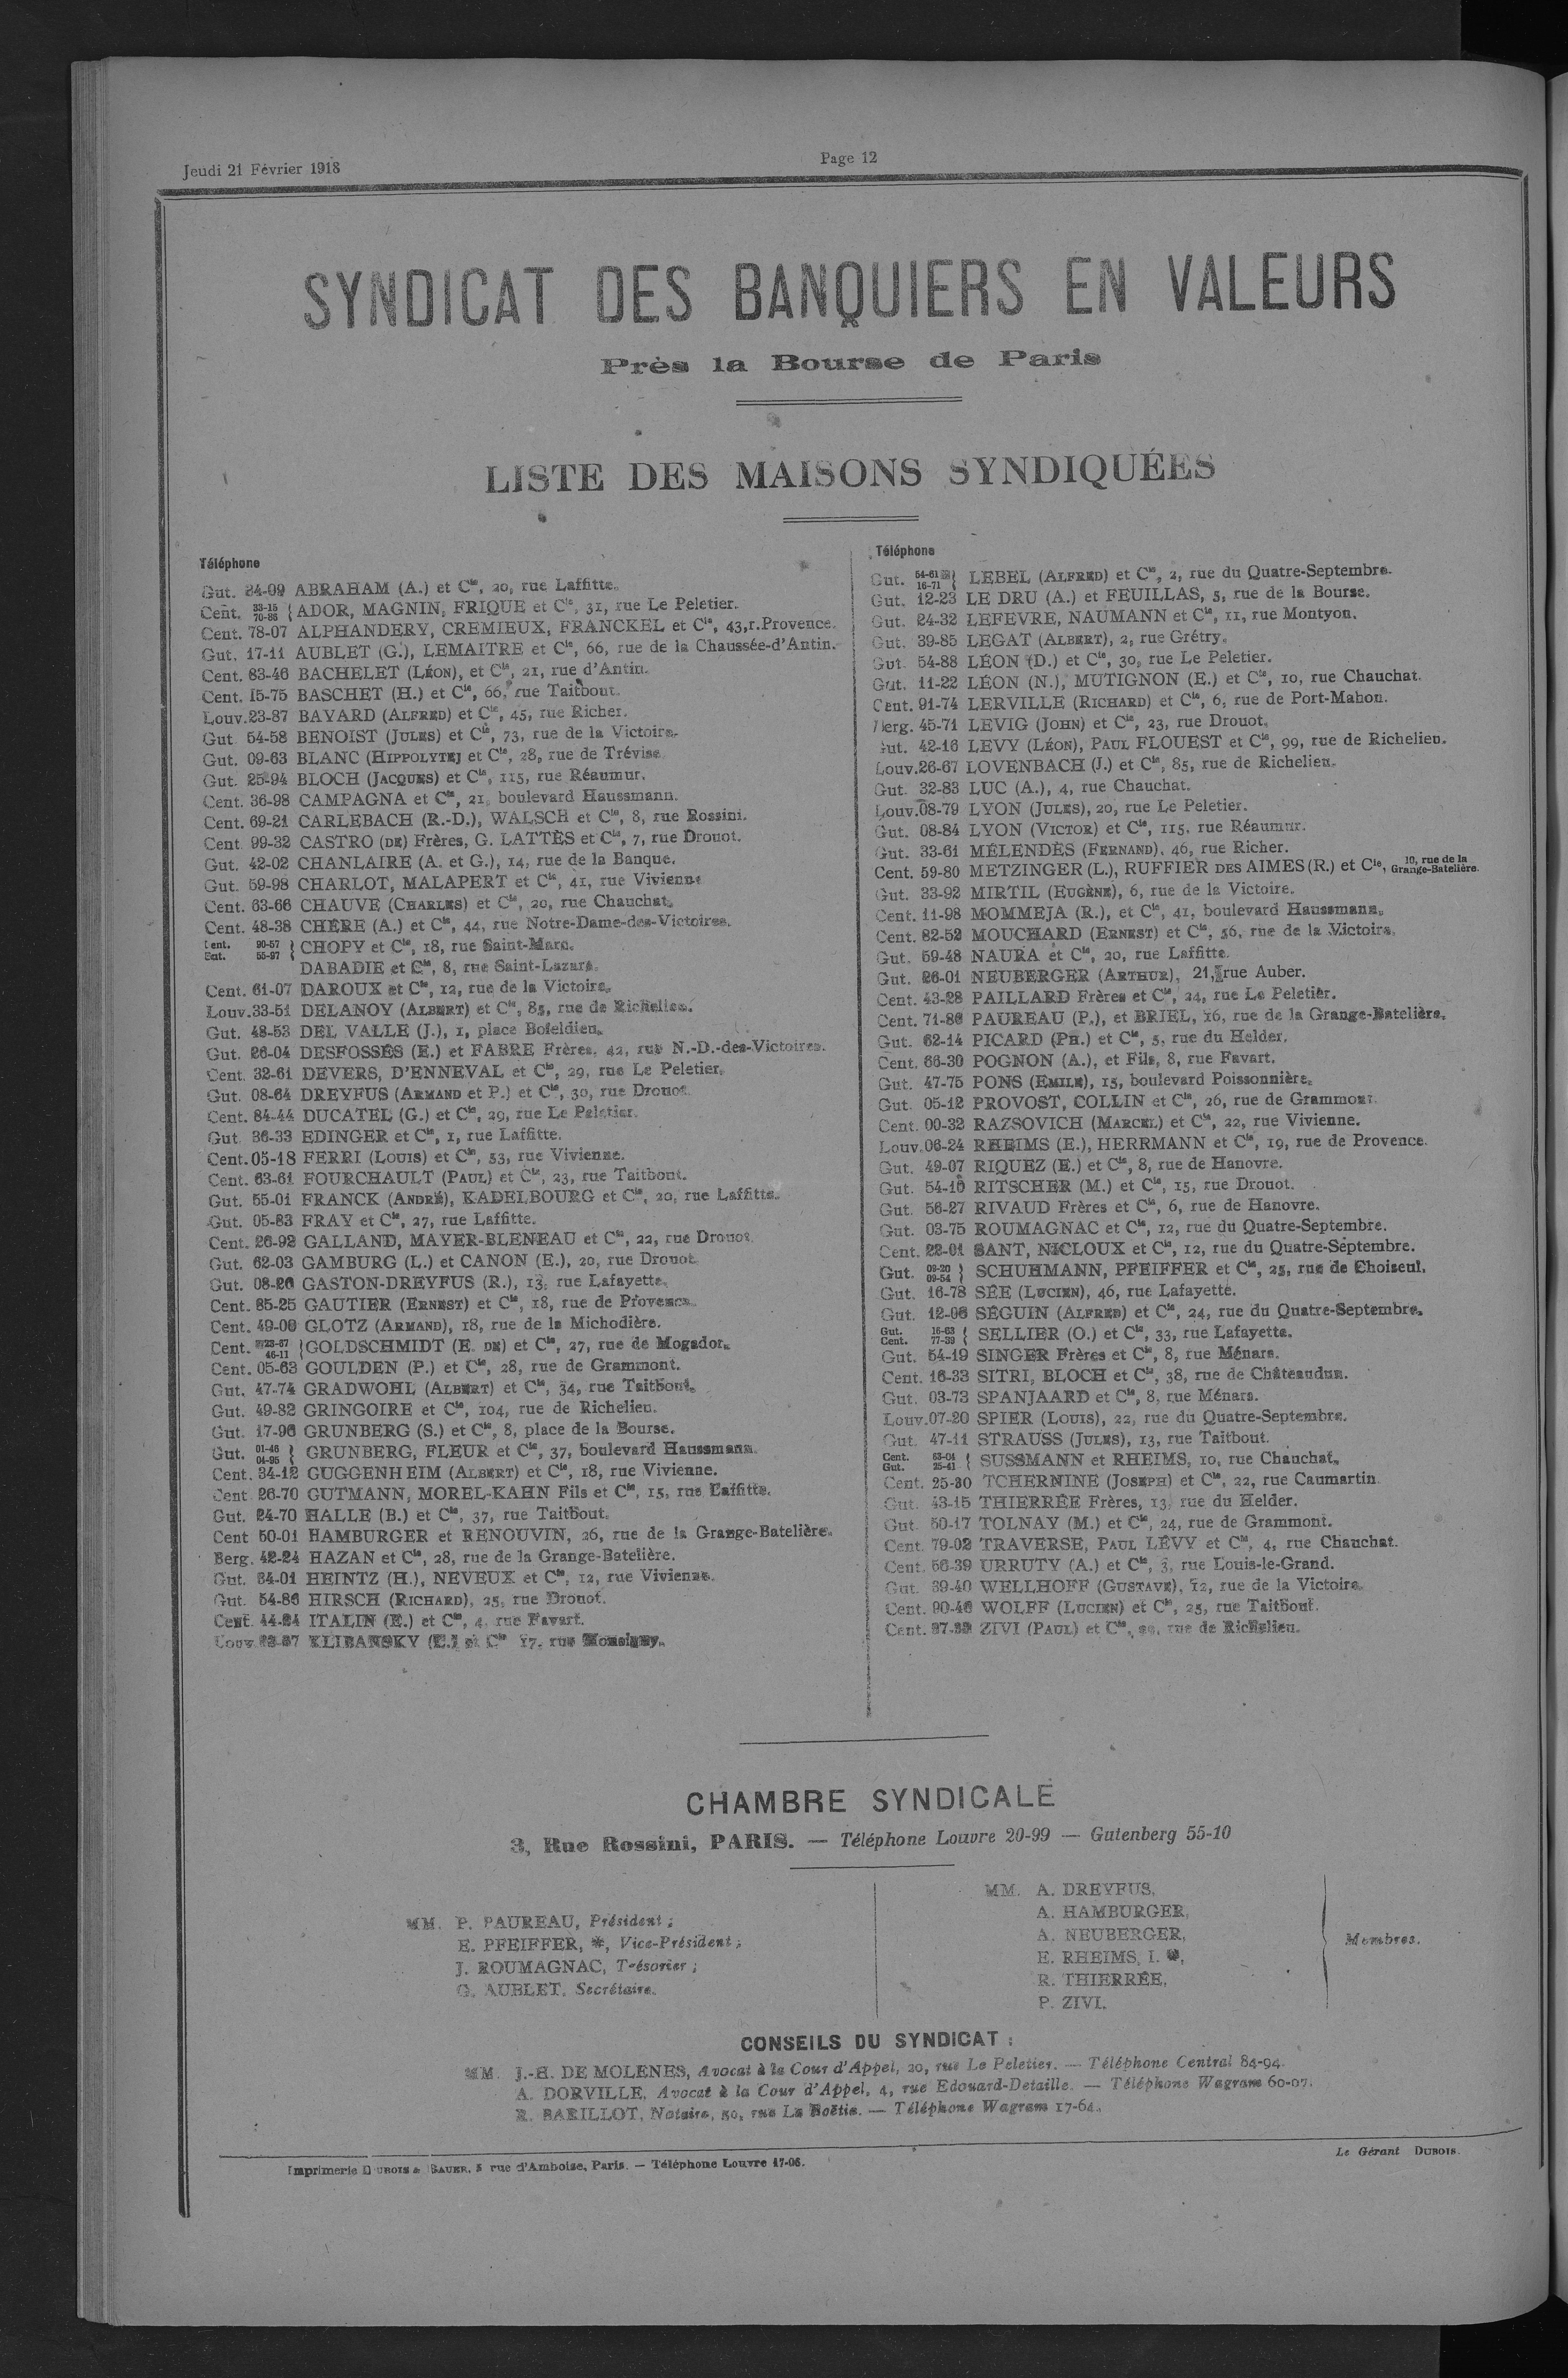 Jeudi 21 Février 1918
Page 12
SYNDICAT DES BANQUIERS EN VALEURS
Près la Bourse de Paris
LISTE DES MAISONS SYNDIQUÉES
Téléphone
Gut. 24-09 ABRAHAM (A.) et Cie, 20, rue Laffitte.
Cent. 33-15 70-86 { ADOR, MAGNIN, FRIQUE et Cie, 31, rue Le Peletier.
Cent. 78-07 ALPHANDERY, CREMIEUX, FRANCKEL et Cie, 43, r. Provence.
Gut. 17-11 AUBLET (G.), LEMAITRE et Cie, 66, rue de la Chaussée-d'Antin.
Cent. 83-46 BACHELET (LÉON), et Cie, 21, rue d'Antin.
Cent. 15-75 BASCHET (H.) et Cie, 66, rue Taitbout.
Louv. 23-87 BAYARD (ALFRED) et Cie, 45, rue Richer.
Gut. 54-58 BENOIST (JULES) et Cie, 73, rue de la Victoire.
Gut. 09-63 BLANC (HIPPOLYTE) et Cie, 28, rue de Trévise.
Gut. 25-94 BLOCH (JACQUES) et Cie, 115, rue Réaumur.
Cent. 36-98 CAMPAGNA et Cie, 21, boulevard Haussmann.
Cent. 69-21 CARLEBACH (R.-D.), WALSCH et Cie, 8, rue Rossini.
Cent. 99-32 CASTRO (DE) Frères, G. LATTÈS et Cie, 7, rue Drouot.
Gut. 42-02 CHANLAIRE (A. et G.), 14, rue de la Banque.
Gut. 59-98 CHARLOT, MALAPERT et Cie, 41, rue Vivienne
Cent. 63-66 CHAUVE (CHARLES) et Cie, 20, rue Chauchat.
Cent. 48-38 CHÈRE (A.) et Cie, 44, rue Notre-Dame-des-Victoires.
Cent. 90-57 55-97 { CHOPY et Cie, 18, rue Saint-Marc.
DABADIE et Cie, 8, rue Saint-Lazare.
Cent. 61-07 DAROUX et Cie, 12, rue de la Victoire.
Louv. 33-51 DELANOY (ALBERT) et Cie, 85, rue de Richelieu.
Gut. 48-53 DEL VALLE (J.), 1, place Boieldieu.
Gut. 26-04 DESFOSSÉS (E.) et FABRE Frères, 42, rue N.-D.-des-Victoires.
Cent. 32-61 DEVERS, D'ENNEVAL et Cie, 29, rue Le Peletier.
Gut. 08-64 DREYFUS (ARMAND et P.) et Cie, 30, rue Drouot.
Cent. 84-44 DUCATEL (G.) et Cie, 29, rue Le Peletier.
Gut. 36-33 EDINGER et Cie, 1, rue Laffitte.
Cent. 05-18 FERRI (LOUIS) et Cie, 53, rue Vivienne.
Cent. 63-61 FOURCHAULT (PAUL) et Cie, 23, rue Taitbout.
Gut. 55-01 FRANCK (ANDRÉ), KADELBOURG et Cie, 20, rue Laffitte.
Gut. 05-83 FRAY et Cie, 27, rue Laffitte.
Cent. 26-92 GALLAND, MAYER-BLENEAU et Cie, 22, rue Drouot.
Gut. 62-03 GAMBURG (L.) et CANON (E.), 20, rue Drouot.
Gut. 08-26 GASTON-DREYFUS (R.), 13, rue Lafayette.
Cent. 85-25 GAUTIER (ERNEST) et Cie, 18, rue de Provence.
Cent. 49-00 GLOTZ (ARMAND), 18, rue de la Michodière.
Cent. 23-67 46-11 { GOLDSCHMIDT (E. DE) et Cie, 27, rue de Mogador.
Cent. 05-63 GOULDEN (P.) et Cie, 28, rue de Grammont.
Gut. 47-74 GRADWOHL (ALBERT) et Cie, 34, rue Taitbout.
Gut. 49-82 GRINGOIRE et Cie, 104, rue de Richelieu.
Gut. 17-96 GRUNBERG (S.) et Cie, 8, place de la Bourse.
Gut. 01-46 04-95 } GRUNBERG, FLEUR et Cie, 37, boulevard Haussmann.
Cent. 34-12 GUGGENHEIM (ALBERT) et Cie, 18, rue Vivienne.
Cent. 26-70 GUTMANN, MOREL-KAHN Fils et Cie, 15, rue Laffitte.
Gut. 24-70 HALLE (B.) et Cie, 37, rue Taitbout.
Cent. 50-01 HAMBURGER et RENOUVIN, 26, rue de la Grange-Batelière.
Berg. 42-24 HAZAN et Cie, 28, rue de la Grange-Batelière.
Gut. 34-01 HEINTZ (H.), NEVEUX et Cie, 12, rue Vivienne.
Gut. 54-86 HIRSCH (RICHARD), 25, rue Drouot.
Cent. 44-24 ITALIN (E.) et Cie, 4, rue Favart.
Louv. KLIBANSKY (E.) et Cie 17, rue Monsigny.
Téléphone
Gut. 54-61 16-71 } LEBEL (ALFRED) et Cie, 2, rue du Quatre-Septembre.
Gut. 12-23 LE DRU (A.) et FEUILLAS, 5, rue de la Bourse.
Gut. 24-32 LEFEVRE, NAUMANN et Cie, 11, rue Montyon.
Gut. 39-85 LEGAT (ALBERT), 2, rue Grétry.
Gut. 54-88 LÉON (D.) et Cie, 30, rue Le Peletier.
Gut. 11-22 LÉON (N.), MUTIGNON (E.) et Cie, 10, rue Chauchat.
Cent. 91-74 LERVILLE (RICHARD) et Cie, 6, rue de Port-Mahon.
Berg. 45-71 LEVIG (JOHN) et Cie, 23, rue Drouot.
Gut. 42-16 LEVY (LÉON), PAUL FLOUEST et Cie, 99, rue de Richelieu.
Louv. 26-67 LOVENBACH (J.) et Cie, 85, rue de Richelieu.
Gut. 32-83 LUC (A.), 4, rue Chauchat.
Louv. 08-79 LYON (JULES), 20, rue Le Peletier.
Gut. 08-84 LYON (VICTOR) et Cie, 115, rue Réaumur.
Gut. 33-61 MÉLENDÈS (FERNAND), 46, rue Richer.
Cent. 59-80 METZINGER (L.), RUFFIER DES AIMES (R.) et Cie, 10, rue de la Grange-Batelière.
Gut. 33-92 MIRTIL (EUGÈNE), 6, rue de la Victoire.
Cent. 11-98 MOMMEJA (R.), et Cie, 41, boulevard Haussmann.
Cent. 82-52 MOUCHARD (ERNEST) et Cie, 56, rue de la Victoire.
Gut. 59-48 NAURA et Cie, 20, rue Laffitte.
Gut. 26-01 NEUBERGER (ARTHUR), 21, rue Auber.
Cent. 43-28 PAILLARD Frères et Cie, 24, rue Le Peletier.
Cent. 71-86 PAUREAU (P.), et BRIEL, 16, rue de la Grange-Batelière.
Gut. 62-14 PICARD (PH.) et Cie, 5, rue du Helder.
Cent. 66-30 POGNON (A.), et Fils, 8, rue Favart.
Gut. 47-75 PONS (EMILE), 15, boulevard Poissonnière.
Gut. 05-12 PROVOST, COLLIN et Cie, 26, rue de Grammont.
Cent. 00-32 RAZSOVICH (MARCEL) et Cie, 22, rue Vivienne.
Louv. 06-24 RHEIMS (E.), HERRMANN et Cie, 19, rue de Provence.
Gut. 49-07 RIQUEZ (E.) et Cie, 8, rue de Hanovre.
Gut. 54-10 RITSCHER (M.) et Cie, 15, rue Drouot.
Gut. 56-27 RIVAUD Frères et Cie, 6, rue de Hanovre.
Gut. 03-75 ROUMAGNAC et Cie, 12, rue du Quatre-Septembre.
Cent. 22-01 SANT, NICLOUX et Cie, 12, rue du Quatre-Septembre.
Gut. 09-20 09-54 } SCHUHMANN, PFEIFFER et Cie, 25, rue de Choiseul.
Gut. 16-78 SÉE (LUCIEN), 46, rue Lafayette.
Gut. 12-06 SÉGUIN (ALFRED) et Cie, 24, rue du Quatre-Septembre.
Gut. 16-63 Cent. 77-39 { SELLIER (O.) et Cie, 33, rue Lafayette.
Gut. 54-19 SINGER Frères et Cie, 8, rue Ménars.
Cent. 16-33 SITRI, BLOCH et Cie, 38, rue de Châteaudun.
Gut. 03-73 SPANJAARD et Cie, 8, rue Ménars.
Louv. 07-20 SPIER (LOUIS), 22, rue du Quatre-Septembre.
Gut. 47-11 STRAUSS (JULES), 13, rue Taitbout.
Cent. 63-04 Gut. 25-41 { SUSSMANN et RHEIMS, 10, rue Chauchat.
Cent. 25-30 TCHERNINE (JOSEPH) et Cie, 22, rue Caumartin.
Gut. 43-15 THIERRÉE Frères, 13, rue du Helder.
Gut. 50-17 TOLNAY (M.) et Cie, 24, rue de Grammont.
Cent. 79-02 TRAVERSE, PAUL LÉVY et Cie, 4, rue Chauchat.
Cent. 56-39 URRUTY (A.) et Cie, 3, rue Louis-le-Grand.
Gut. 39-40 WELLHOFF (GUSTAVE), 12, rue de la Victoire.
Cent. 90-46 WOLFF (LUCIEN) et Cie, 25, rue Taitbout.
Cent. ZIVI (PAUL) et Cie, rue de Richelieu.
CHAMBRE SYNDICALE
3, Rue Rossini, PARIS. — Téléphone Louvre 20-99 — Gutenberg 55-10
MM. P. PAUREAU, Président ;
E. PFEIFFER, *, Vice-Président ;
J. ROUMAGNAC, Trésorier ;
G. AUBLET, Secrétaire.
MM. A. DREYFUS,
A. HAMBURGER,
A. NEUBERGER,
E. RHEIMS, I. *,
R. THIERRÉE,
P. ZIVI.
Membres.
CONSEILS DU SYNDICAT :
MM. J.-H. DE MOLENES, Avocat à la Cour d'Appel, 20, rue Le Peletier. — Téléphone Central 84-94.
A. DORVILLE, Avocat à la Cour d'Appel, 4, rue Edouard-Detaille. — Téléphone Wagram 60-07.
R. BARILLOT, Notaire, 50, rue La Boëtie. — Téléphone Wagram 17-64.
Le Gérant DUBOIS.
Imprimerie DUBOIS & SAUER, 5 rue d'Amboise, Paris. — Téléphone Louvre 17-06.